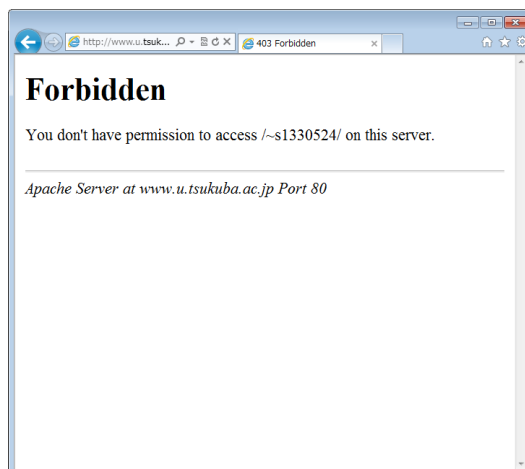 http://www.u.tsuk...
403 Forbidden
Forbidden
You don't have permission to access /~s1330524/ on this server.
Apache Server at www.u.tsukuba.ac.jp Port 80